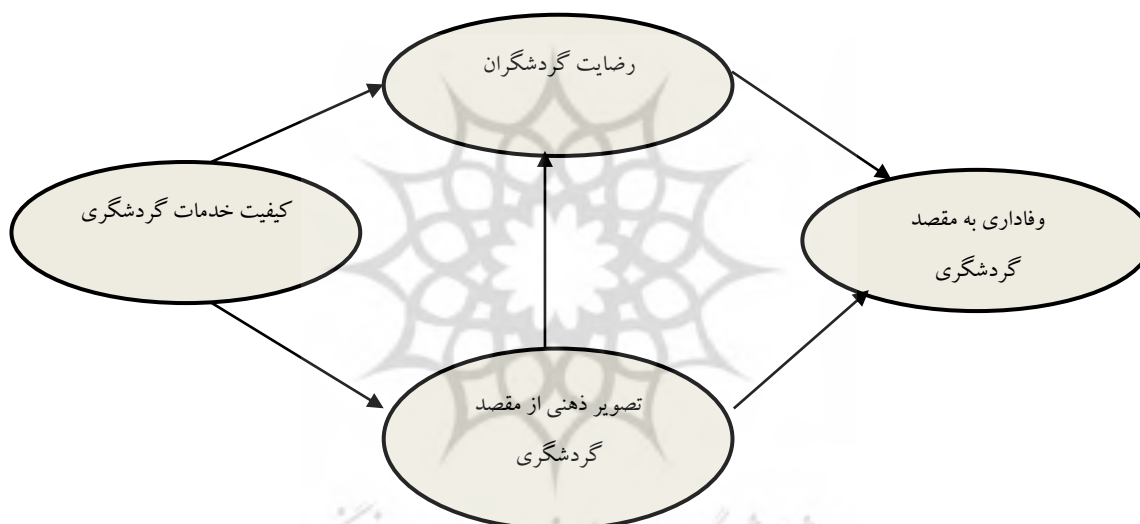 رضایت گردشگران
کیفیت خدمات گردشگری
وفاداری به مقصد
گردشگری
تصویر ذهنی از مقصد
گردشگری